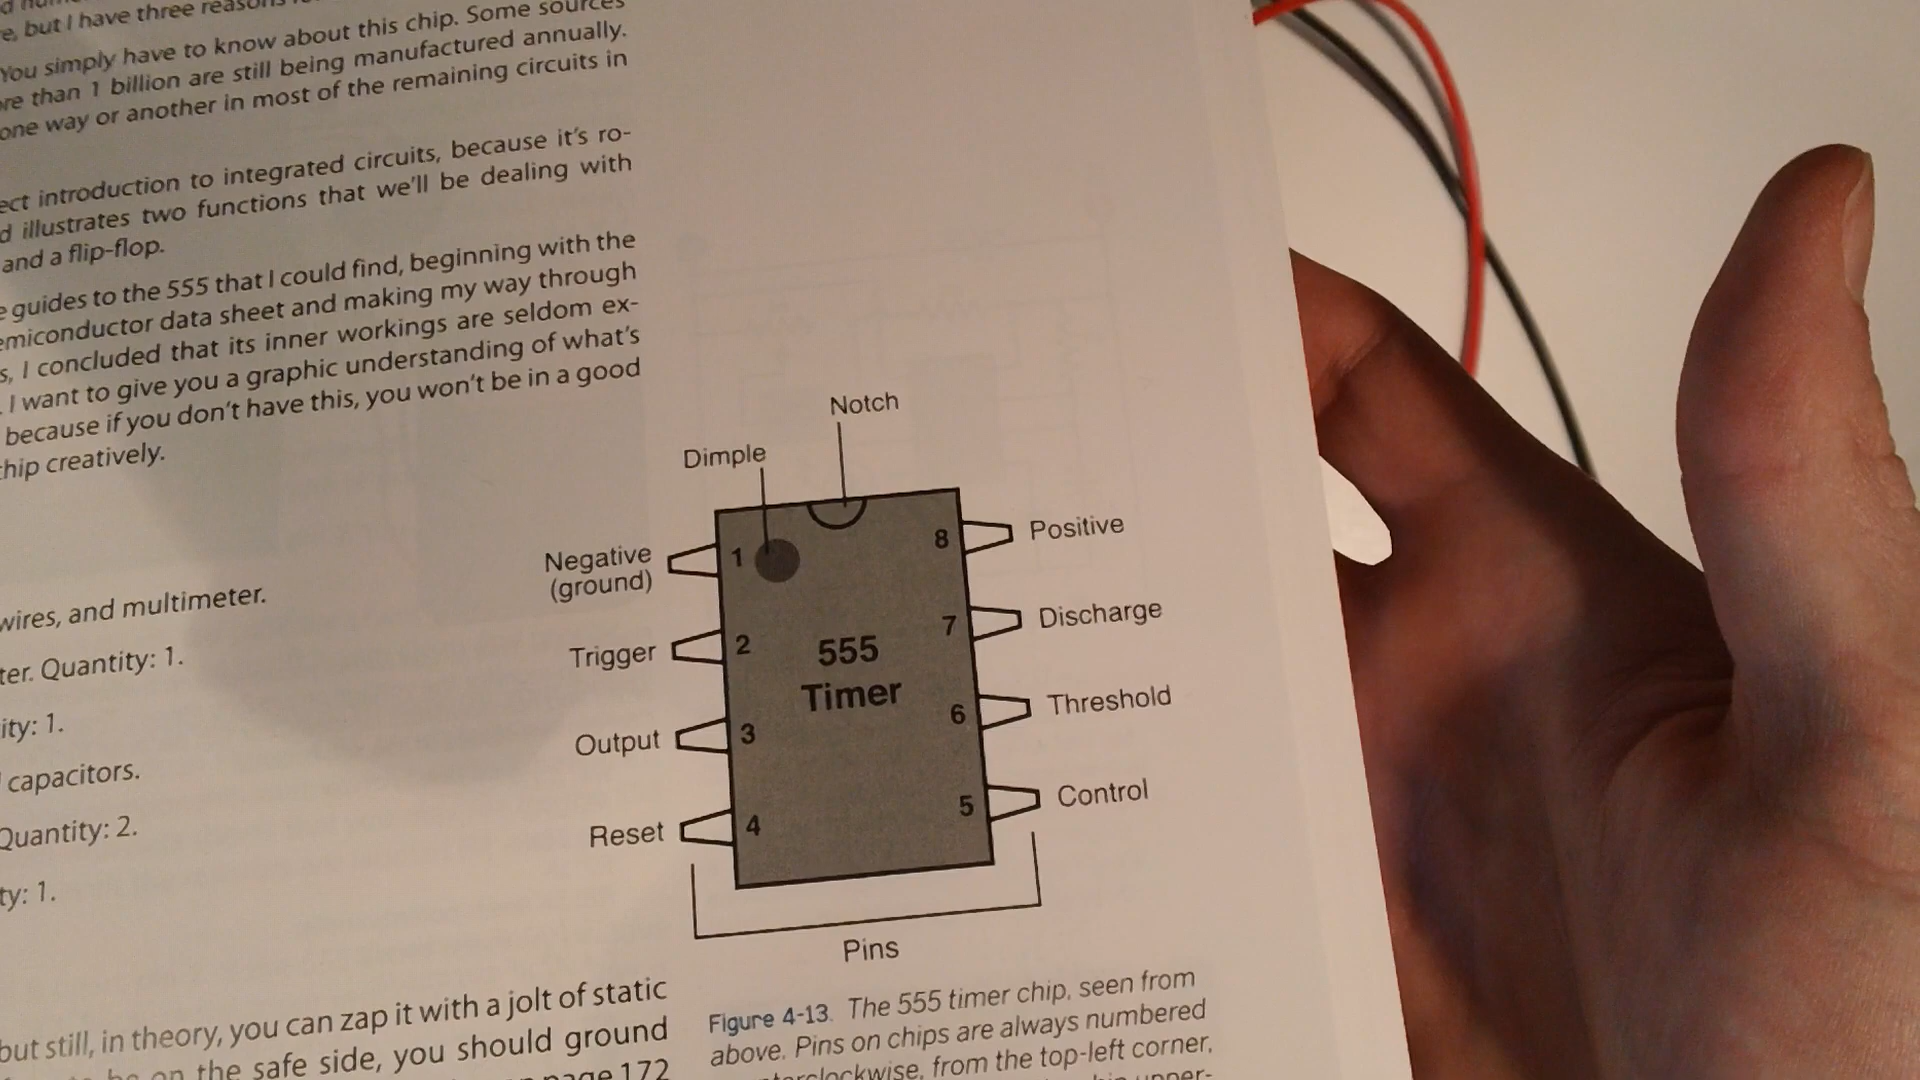 e, but I have three reasons
You simply have to know about this chip. Some sources
ore than 1 billion are still being manufactured annually.
one way or another in most of the remaining circuits in
ect introduction to integrated circuits, because it's ro-
d illustrates two functions that we'll be dealing with
and a flip-flop.
e guides to the 555 that I could find, beginning with the
emiconductor data sheet and making my way through
s, I concluded that its inner workings are seldom ex-
. I want to give you a graphic understanding of what's
because if you don't have this, you won't be in a good
chip creatively.
wires, and multimeter.
ter. Quantity: 1.
ity: 1.
capacitors.
Quantity: 2.
ty: 1.
but still, in theory, you can zap it with a jolt of static
on the safe side, you should ground
page 172
Notch
Dimple
Negative
(ground)
1
8
Positive
Trigger
2
555
Timer
7
Discharge
Output
3
6
Threshold
Reset
4
5
Control
Pins
Figure 4-13. The 555 timer chip, seen from
above. Pins on chips are always numbered
terclockwise, from the top-left corner,
upper-